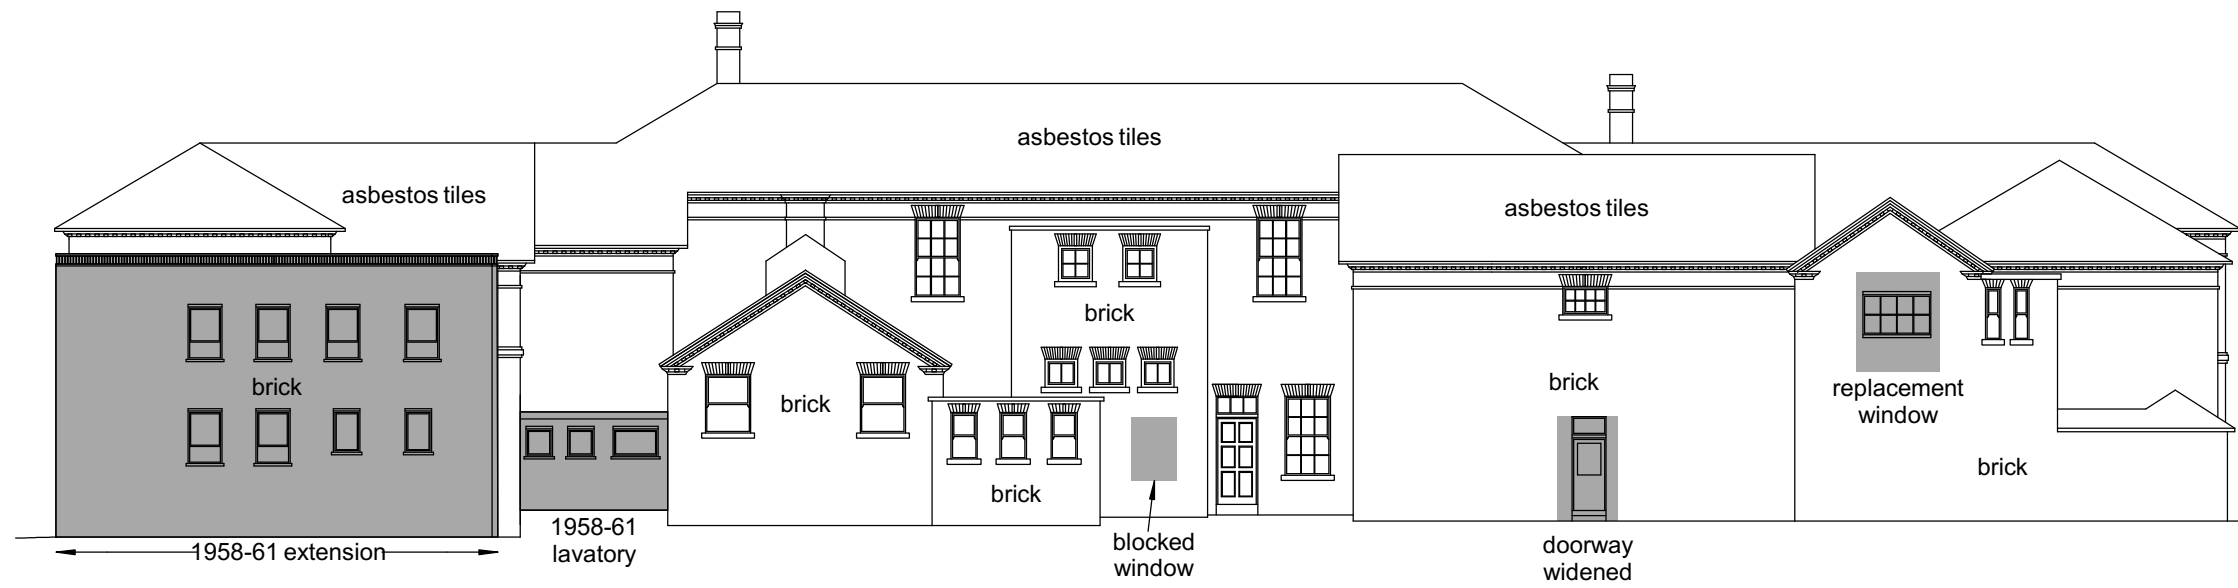 asbestos tiles
asbestos tiles
asbestos tiles
brick
brick
brick
replacement
window
brick
brick
brick
brick
1958-61 extension
1958-61
lavatory
blocked
window
doorway
widened